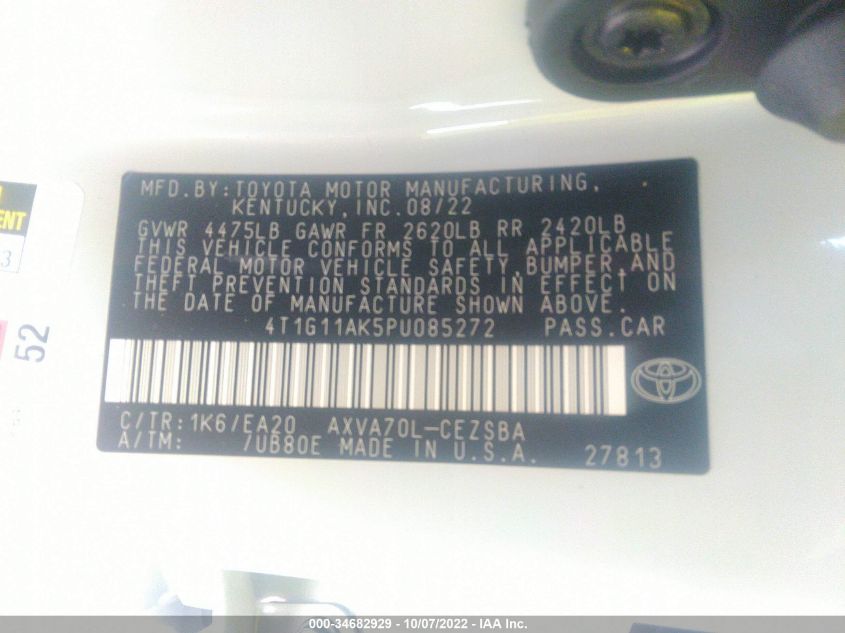 MFD.BY:TOYOTA MOTOR MANUFACTURING,
KENTUCKY,INC.08/22
GVWR 4475LB GAWR FR 2620LB RR 2420LB
THIS VEHICLE CONFORMS TO ALL APPLICABLE
FEDERAL MOTOR VEHICLE SAFETY,BUMPER,AND
THEFT PREVENTION STANDARDS IN EFFECT ON
THE DATE OF MANUFACTURE SHOWN ABOVE.
4T1G11AK5PU085272 PASS.CAR
C/TR:1K6/EA20 AXVA70L-CEZSBA
A/TM: 7UB80E MADE IN U.S.A. 27813
52
000-34682929 - 10/07/2022 - IAA Inc.